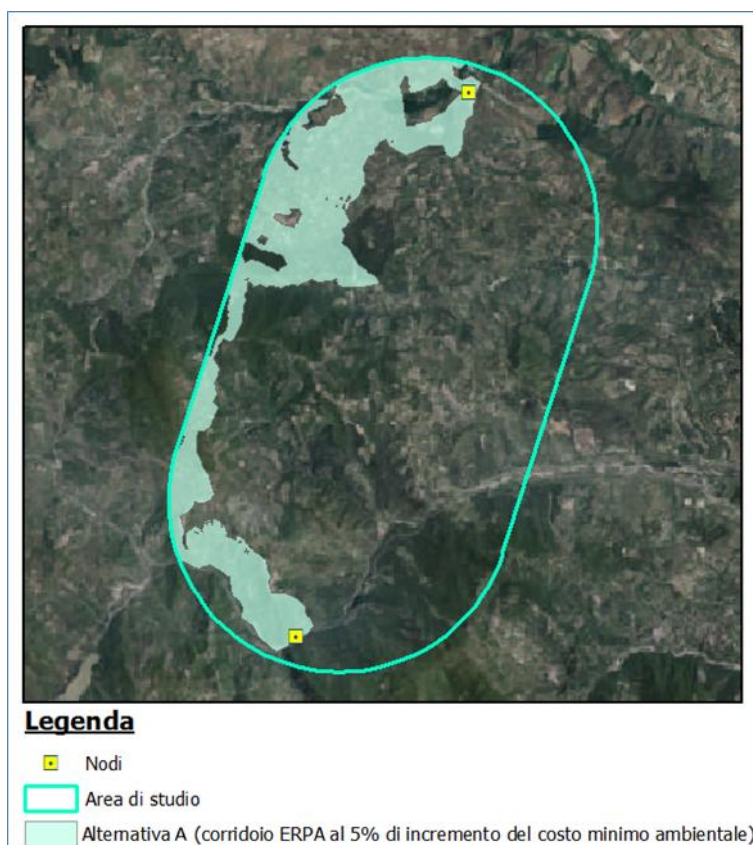 Legenda
Nodi
Area di studio
Alternativa A (corridoio ERPA al 5% di incremento del costo minimo ambientale)